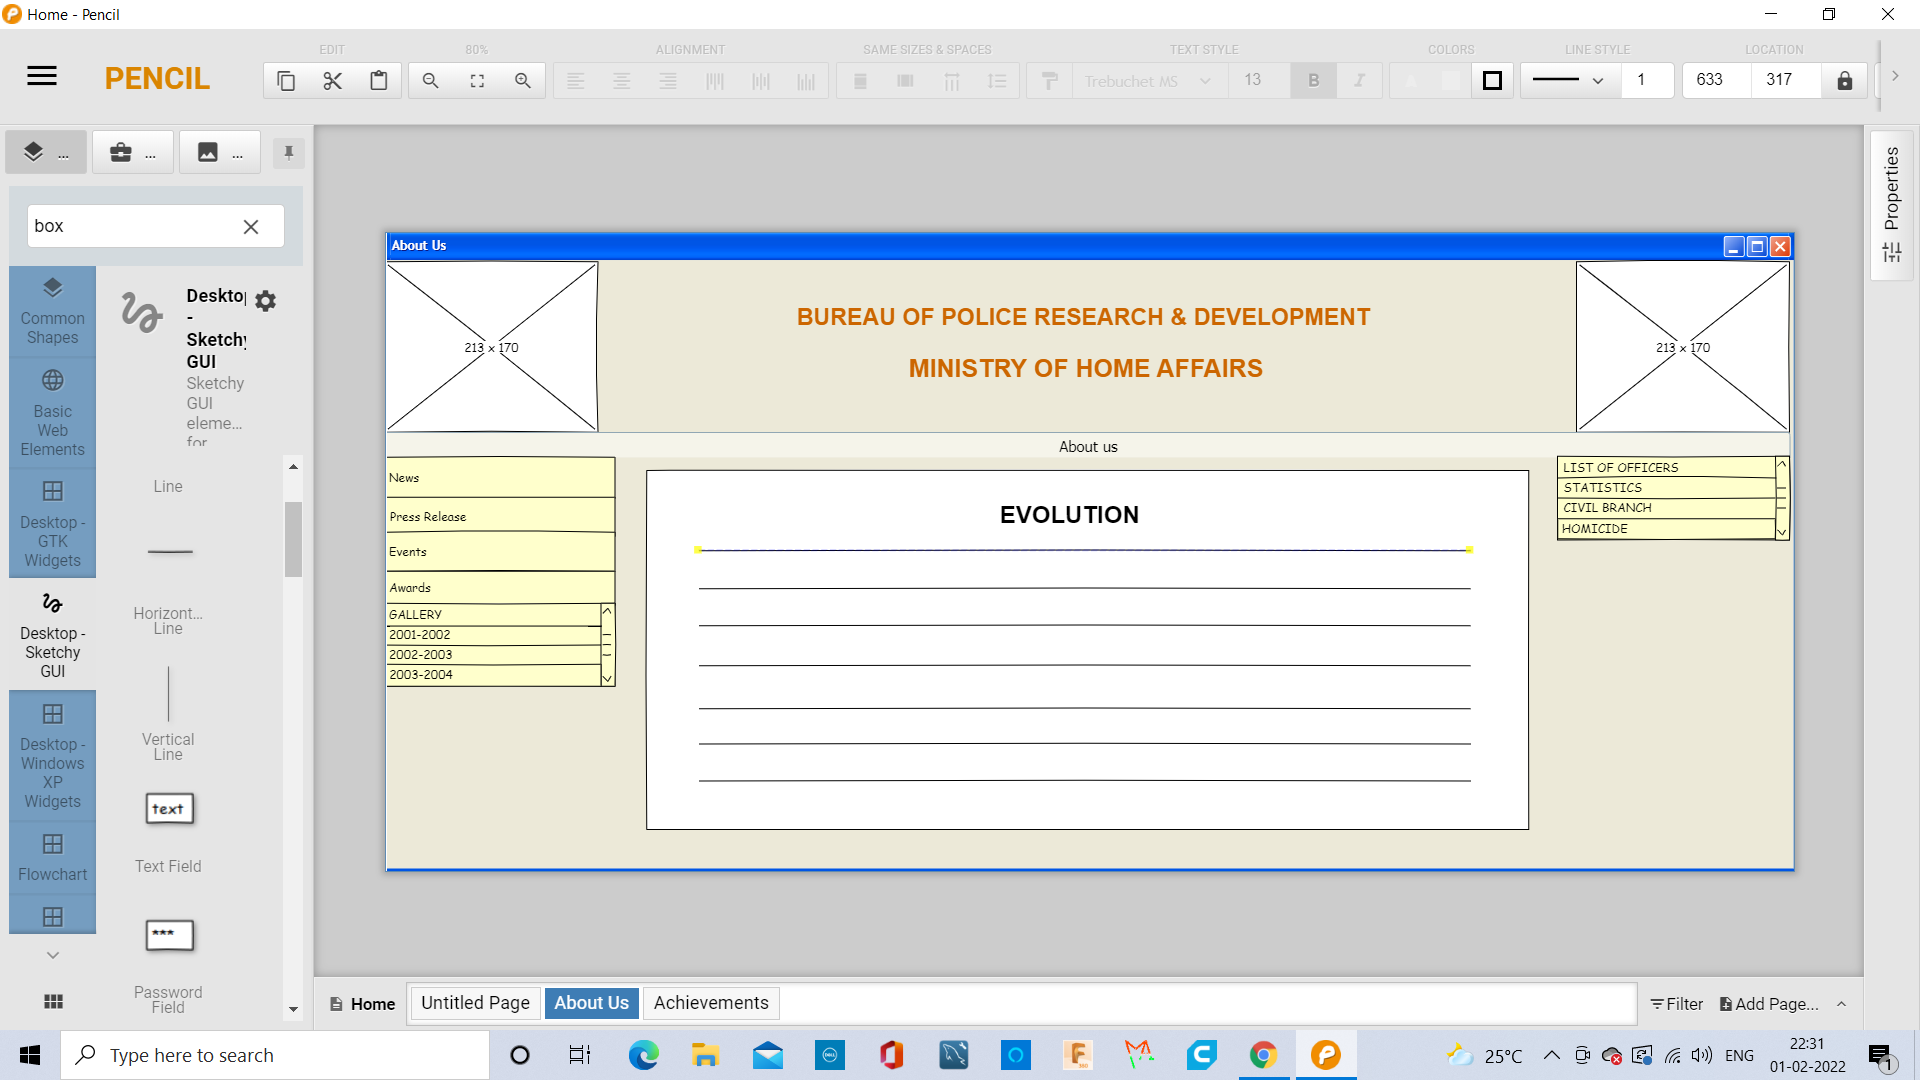 Home - Pencil
PENCIL
EDIT
80%
ALIGNMENT
SAME SIZES & SPACES
TEXT STYLE
COLORS
LINE STYLE
LOCATION
Trebuchet MS
13
B
I
1
633
317
...
...
...
box
Common
Shapes
Basic
Web
Elements
Desktop -
GTK
Widgets
Desktop -
Sketchy
GUI
Desktop -
Windows
XP
Widgets
Flowchart
Desktop
-
Sketchy
GUI
Sketchy
GUI
eleme...
for
Line
Horizont...
Line
Vertical
Line
text
Text Field
***
Password
Field
About Us
213 x 170
BUREAU OF POLICE RESEARCH & DEVELOPMENT
MINISTRY OF HOME AFFAIRS
213 x 170
About us
News
Press Release
Events
Awards
GALLERY
2001-2002
2002-2003
2003-2004
EVOLUTION
LIST OF OFFICERS
STATISTICS
CIVIL BRANCH
HOMICIDE
Properties
Home
Untitled Page
About Us
Achievements
Filter
Add Page...
Type here to search
25°C
ENG
22:31
01-02-2022
1